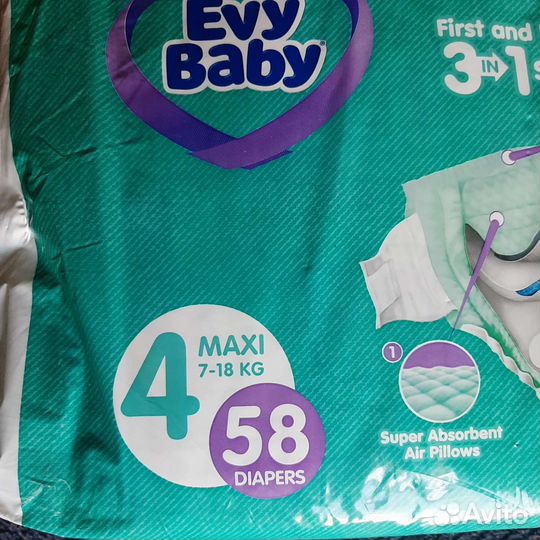 Evy
Baby®
First and
3 IN 1
4
MAXI
7-18 KG
58
DIAPERS
1
Super Absorbent
Air Pillows
Avito